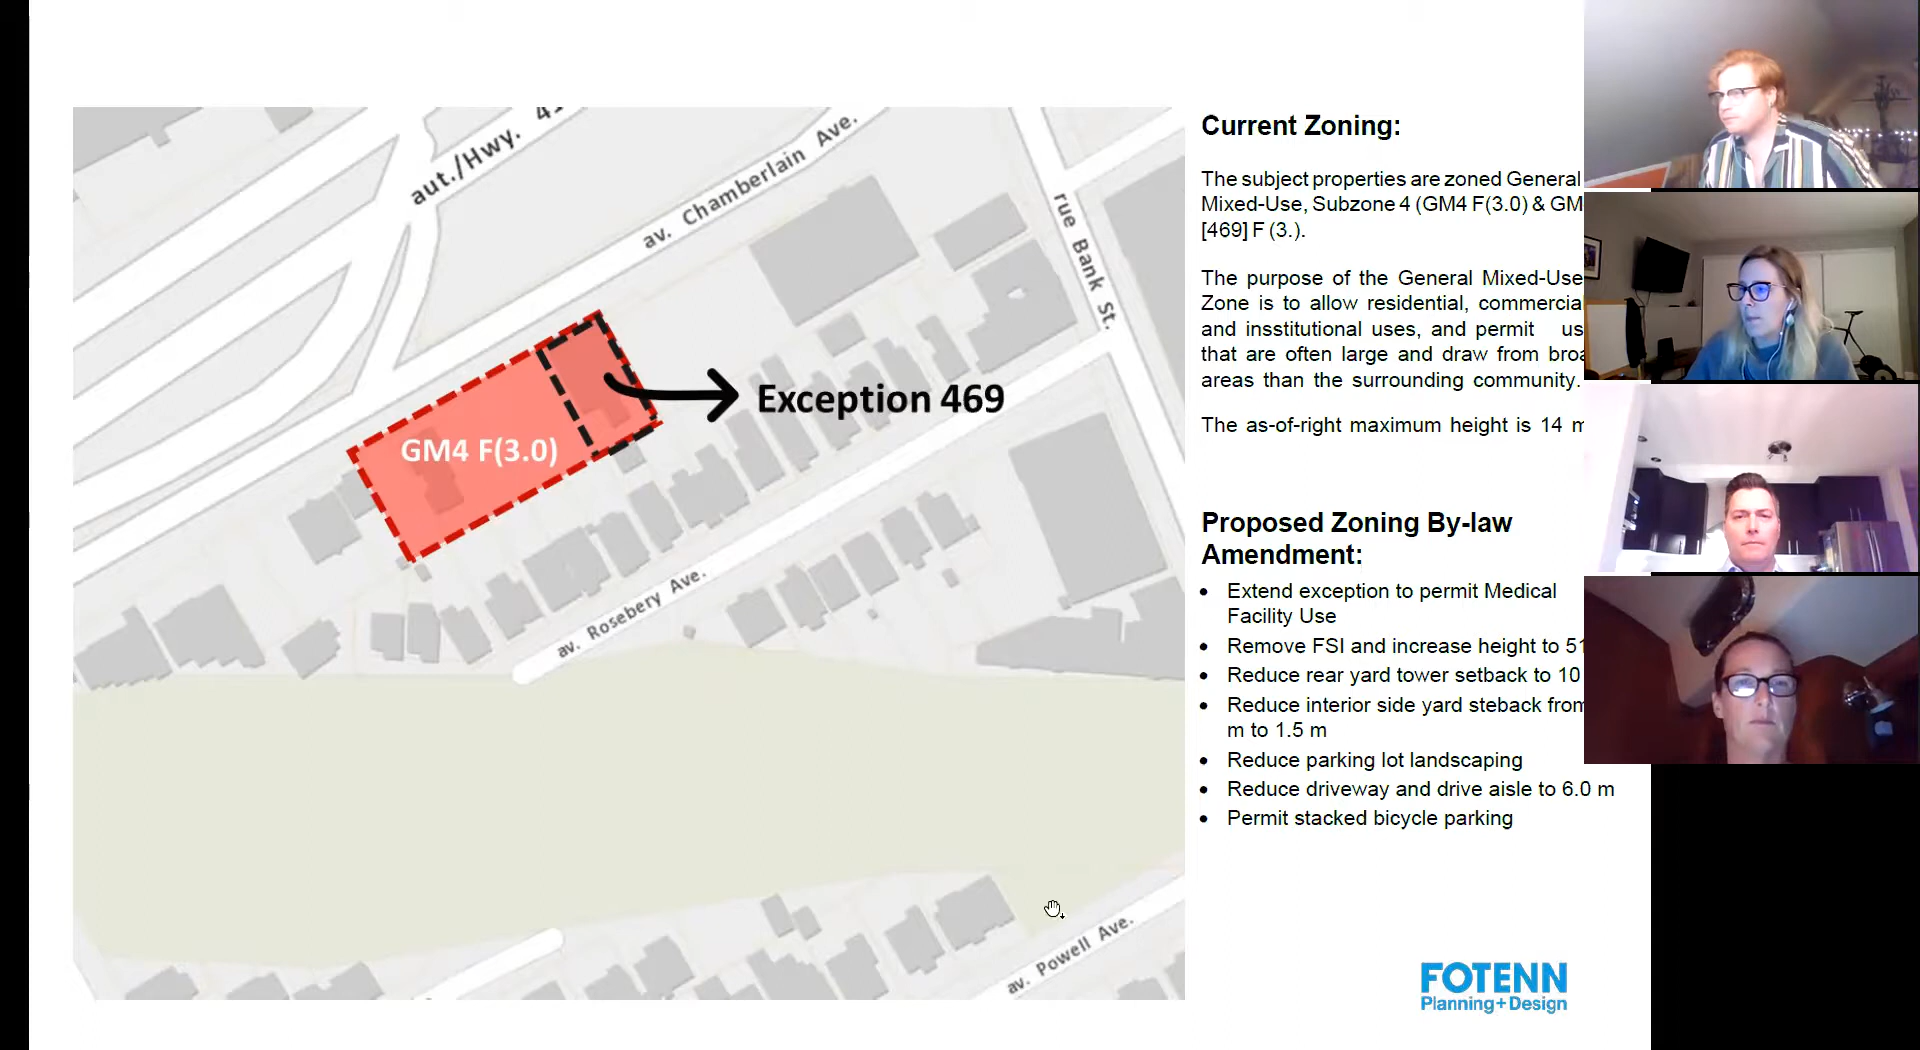 aut./Hwy.
av. Chamberlain Ave.
rue Bank St.
Exception 469
GM4 F(3.0)
av. Rosebery Ave.
av. Powell Ave.
Current Zoning:
The subject properties are zoned General
Mixed-Use, Subzone 4 (GM4 F(3.0) & GM
[469] F (3.).
The purpose of the General Mixed-Use
Zone is to allow residential, commercia
and insstitutional uses, and permit us
that are often large and draw from broa
areas than the surrounding community.
The as-of-right maximum height is 14 m
Proposed Zoning By-law
Amendment:
• Extend exception to permit Medical
Facility Use
• Remove FSI and increase height to 51
• Reduce rear yard tower setback to 10
• Reduce interior side yard steback from
m to 1.5 m
• Reduce parking lot landscaping
• Reduce driveway and drive aisle to 6.0 m
• Permit stacked bicycle parking
FOTENN
Planning+Design